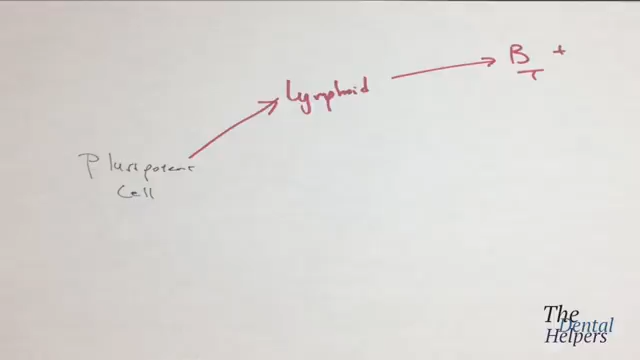 Pluripotent
Cell
Lymphoid
B +
T
The
Dental
Helpers